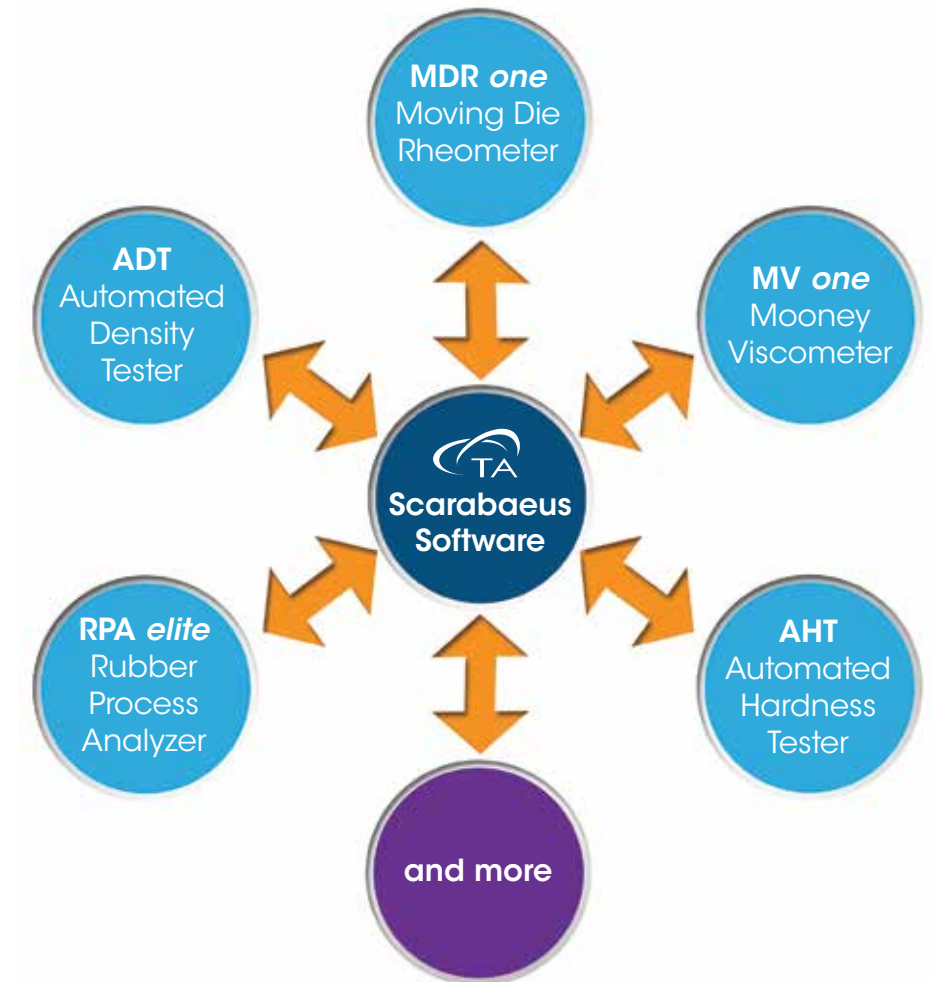 MDR one
Moving Die
Rheometer
ADT
Automated
Density
Tester
MV one
Mooney
Viscometer
TA
Scarabaeus
Software
RPA elite
Rubber
Process
Analyzer
AHT
Automated
Hardness
Tester
and more